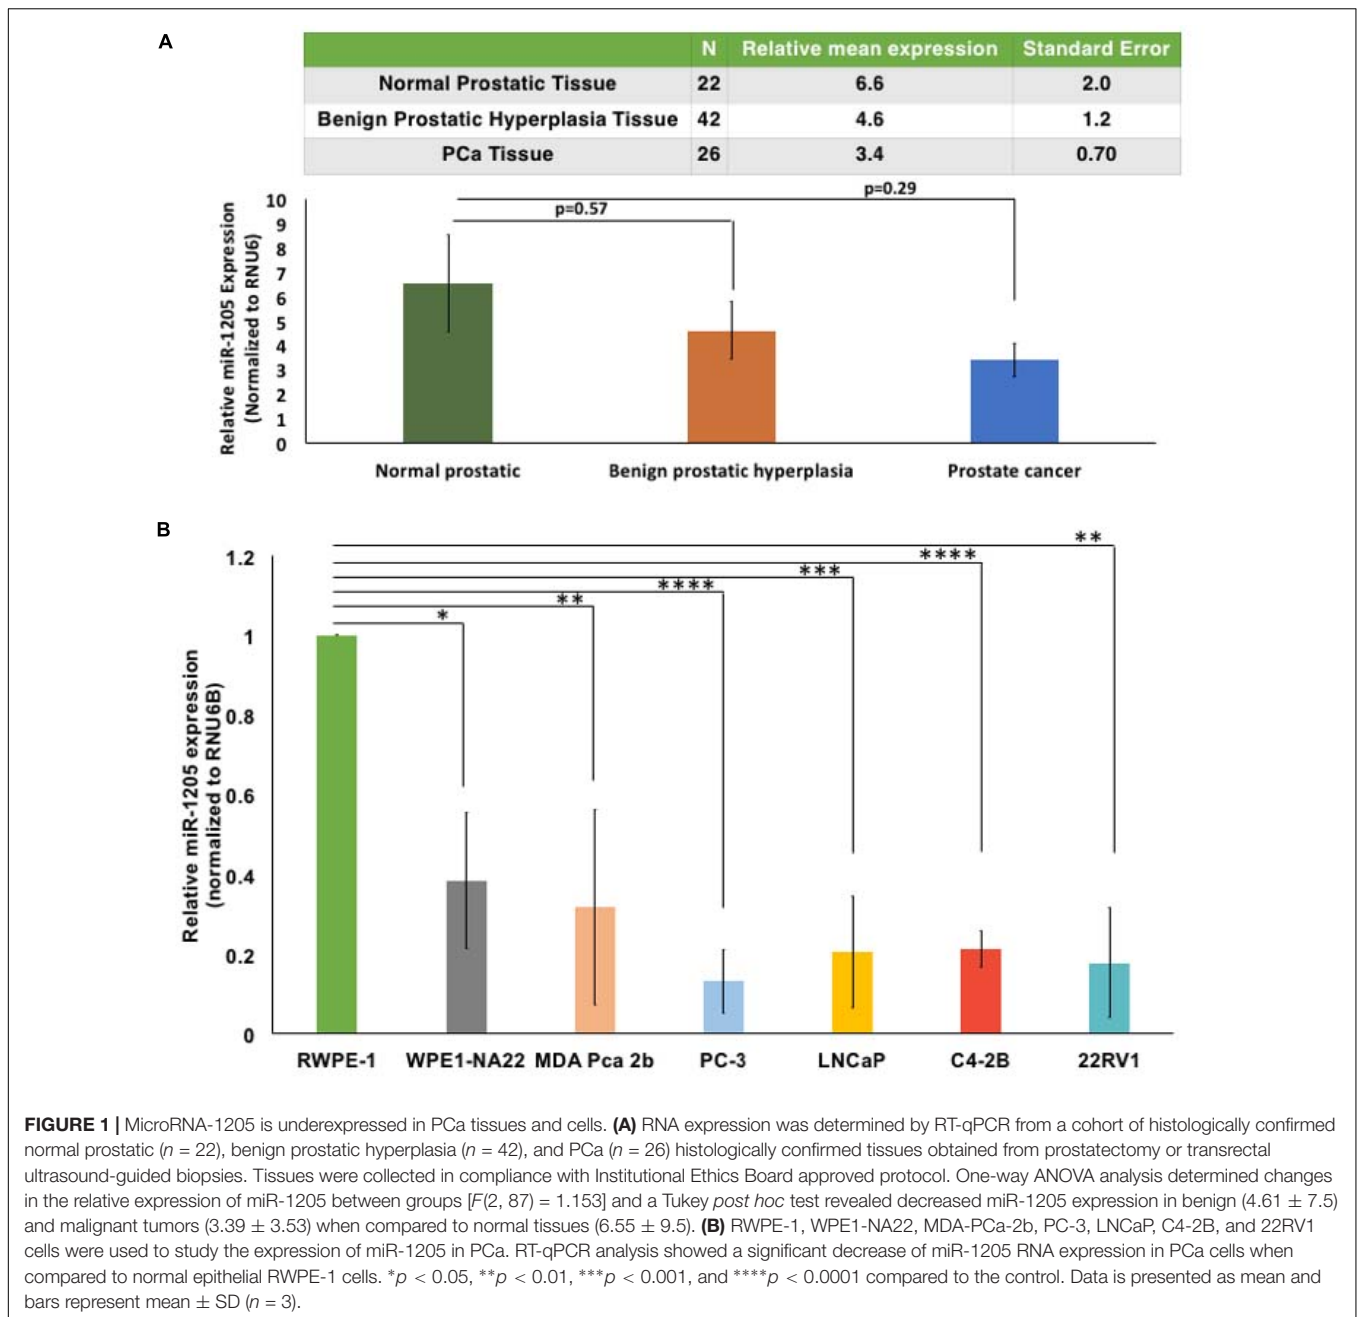 A
N Relative mean expression Standard Error
Normal Prostatic Tissue 22 6.6 2.0
Benign Prostatic Hyperplasia Tissue 42 4.6 1.2
PCa Tissue 26 3.4 0.70
Relative miR-1205 Expression
(Normalized to RNU6)
10
9
8
7
6
5
4
3
2
1
0
p=0.57
p=0.29
Normal prostatic
Benign prostatic hyperplasia
Prostate cancer
B
Relative miR-1205 expression
(normalized to RNU6B)
1.2
1
0.8
0.6
0.4
0.2
0
*
**
****
***
****
**
RWPE-1
WPE1-NA22
MDA Pca 2b
PC-3
LNCaP
C4-2B
22RV1
FIGURE 1 | MicroRNA-1205 is underexpressed in PCa tissues and cells. (A) RNA expression was determined by RT-qPCR from a cohort of histologically confirmed
normal prostatic (n = 22), benign prostatic hyperplasia (n = 42), and PCa (n = 26) histologically confirmed tissues obtained from prostatectomy or transrectal
ultrasound-guided biopsies. Tissues were collected in compliance with Institutional Ethics Board approved protocol. One-way ANOVA analysis determined changes
in the relative expression of miR-1205 between groups [F(2, 87) = 1.153] and a Tukey post hoc test revealed decreased miR-1205 expression in benign (4.61 ± 7.5)
and malignant tumors (3.39 ± 3.53) when compared to normal tissues (6.55 ± 9.5). (B) RWPE-1, WPE1-NA22, MDA-PCa-2b, PC-3, LNCaP, C4-2B, and 22RV1
cells were used to study the expression of miR-1205 in PCa. RT-qPCR analysis showed a significant decrease of miR-1205 RNA expression in PCa cells when
compared to normal epithelial RWPE-1 cells. *p < 0.05, **p < 0.01, ***p < 0.001, and ****p < 0.0001 compared to the control. Data is presented as mean and
bars represent mean ± SD (n = 3).